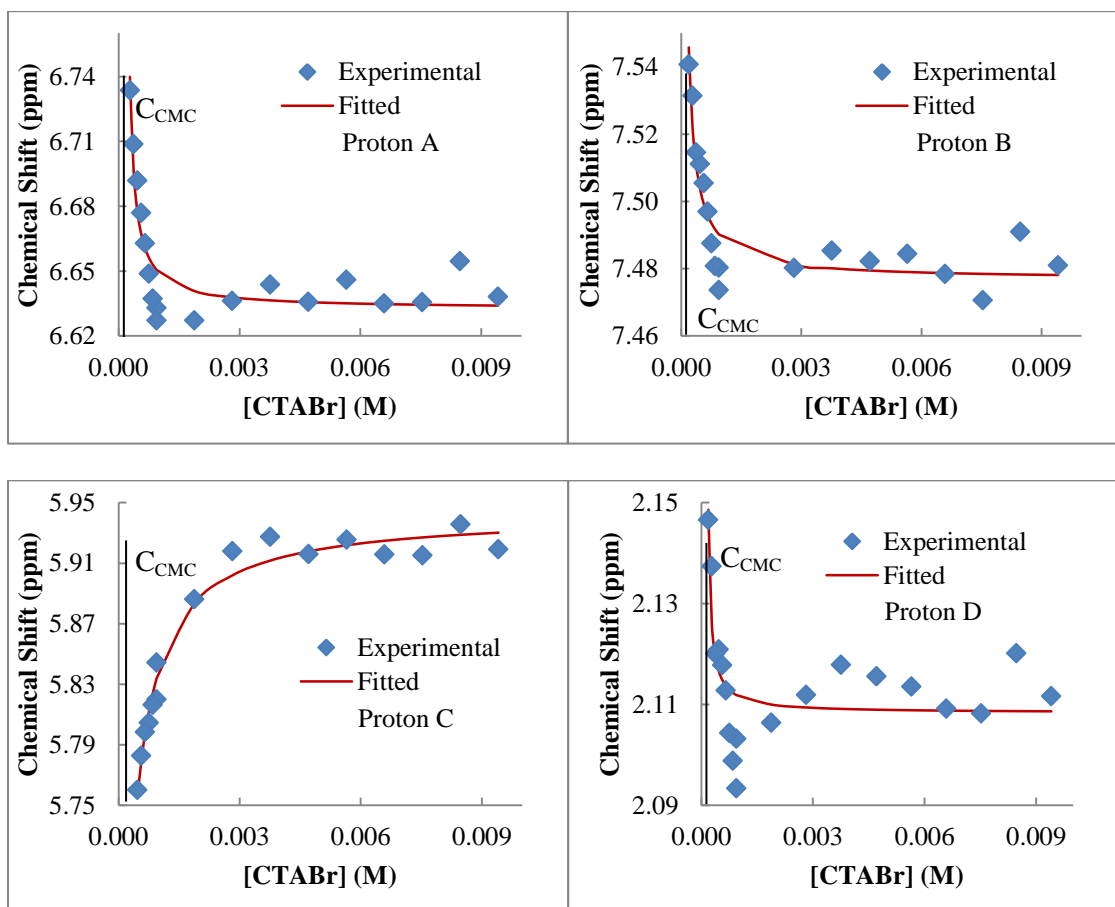 Chemical Shift (ppm)
6.74
6.71
6.68
6.65
6.62
C_CMC
Experimental
Fitted
Proton A
0.000 0.003 0.006 0.009
[CTABr] (M)
Chemical Shift (ppm)
7.54
7.52
7.50
7.48
7.46
Experimental
Fitted
Proton B
C_CMC
0.000 0.003 0.006 0.009
[CTABr] (M)
Chemical Shift (ppm)
5.95
5.91
5.87
5.83
5.79
5.75
C_CMC
Experimental
Fitted
Proton C
0.000 0.003 0.006 0.009
[CTABr] (M)
Chemical Shift (ppm)
2.15
2.13
2.11
2.09
Experimental
C_CMC
Fitted
Proton D
0.000 0.003 0.006 0.009
[CTABr] (M)